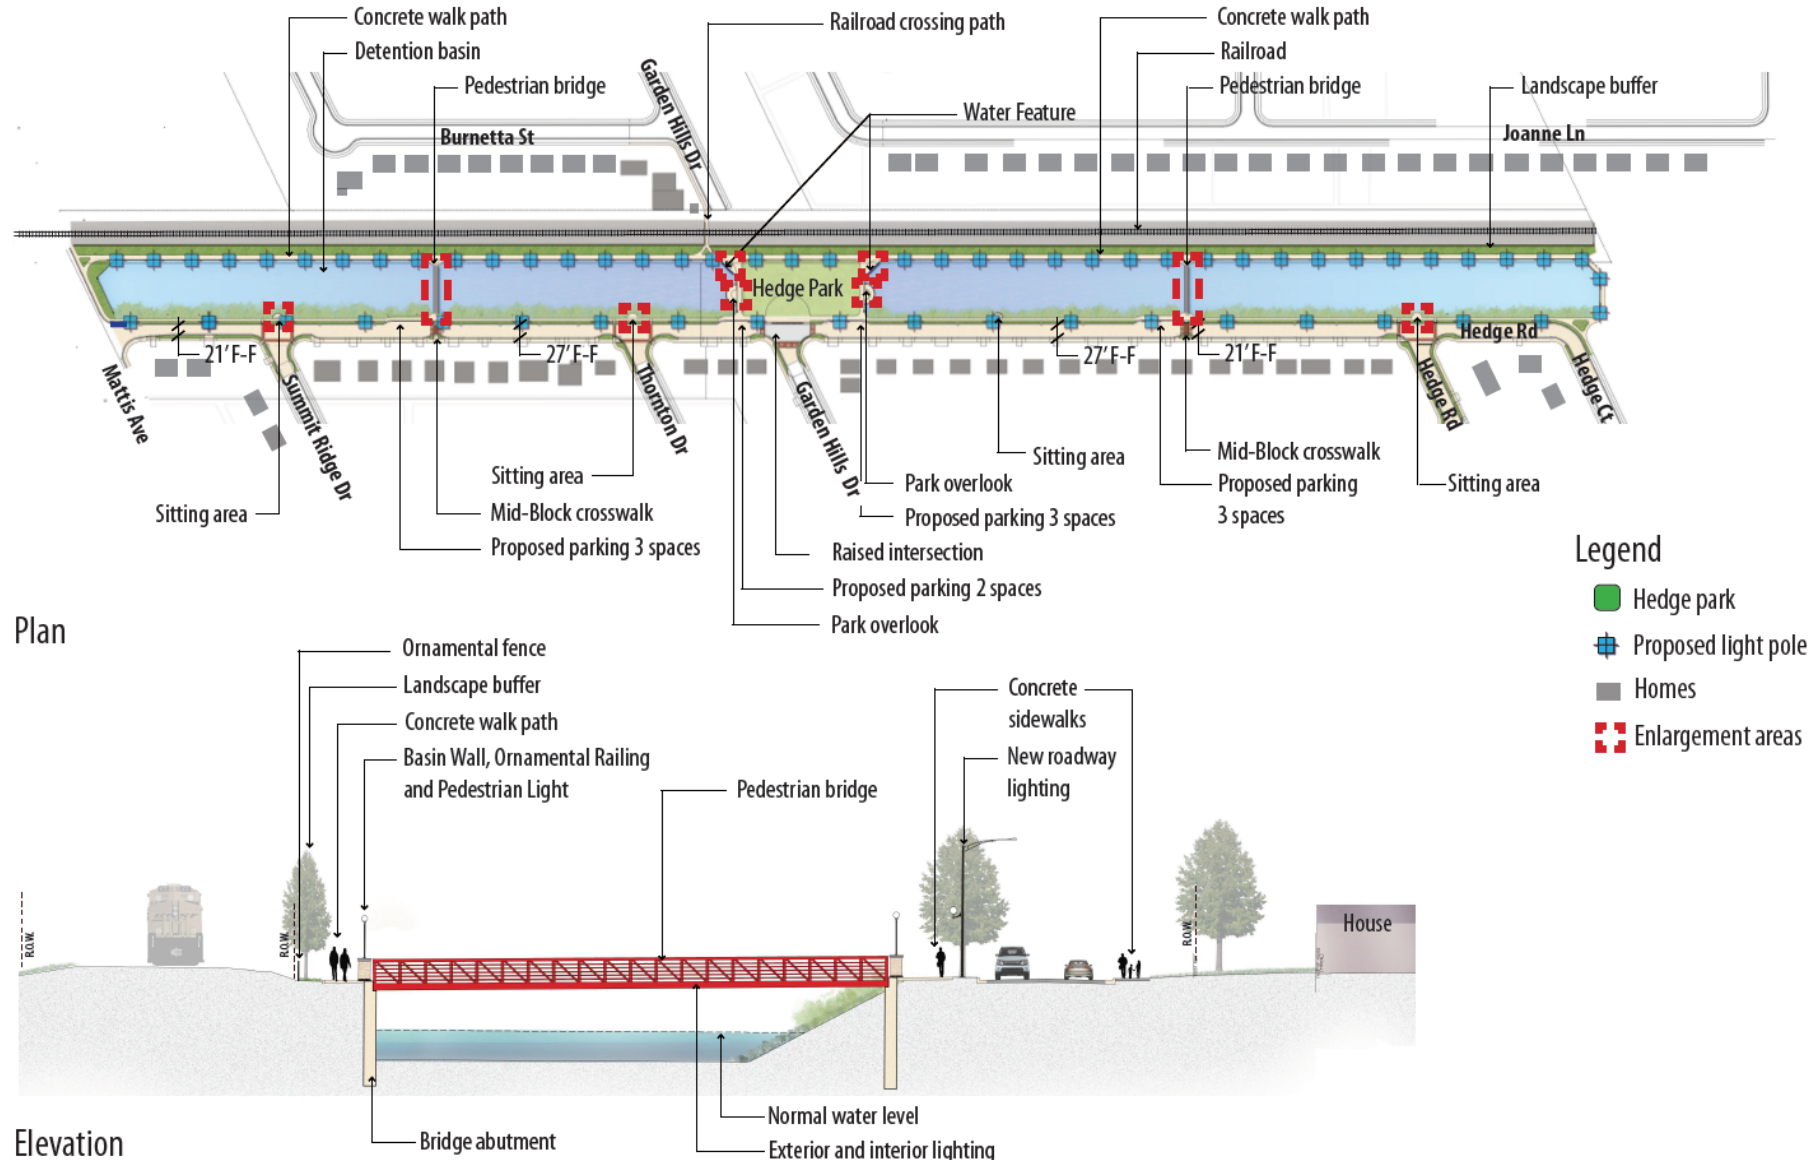 Concrete walk path
Detention basin
Pedestrian bridge
Garden Hills Dr
Burnetta St
Railroad crossing path
Water Feature
Concrete walk path
Railroad
Pedestrian bridge
Landscape buffer
Joanne Ln
Hedge Park
Hedge Rd
21' F-F
27' F-F
27' F-F
21' F-F
Mattis Ave
Summit Ridge Dr
Thornton Dr
Garden Hills Dr
Hedge Rd
Hedge Ct
Sitting area
Sitting area
Mid-Block crosswalk
Proposed parking 3 spaces
Sitting area
Park overlook
Proposed parking 3 spaces
Raised intersection
Proposed parking 2 spaces
Park overlook
Mid-Block crosswalk
Proposed parking
3 spaces
Sitting area
Plan
Legend
Hedge park
Proposed light pole
Homes
Enlargement areas
Ornamental fence
Landscape buffer
Concrete walk path
Basin Wall, Ornamental Railing
and Pedestrian Light
Pedestrian bridge
Concrete
sidewalks
New roadway
lighting
R.O.W.
R.O.W.
R.O.W.
House
Normal water level
Bridge abutment
Exterior and interior lighting
Elevation